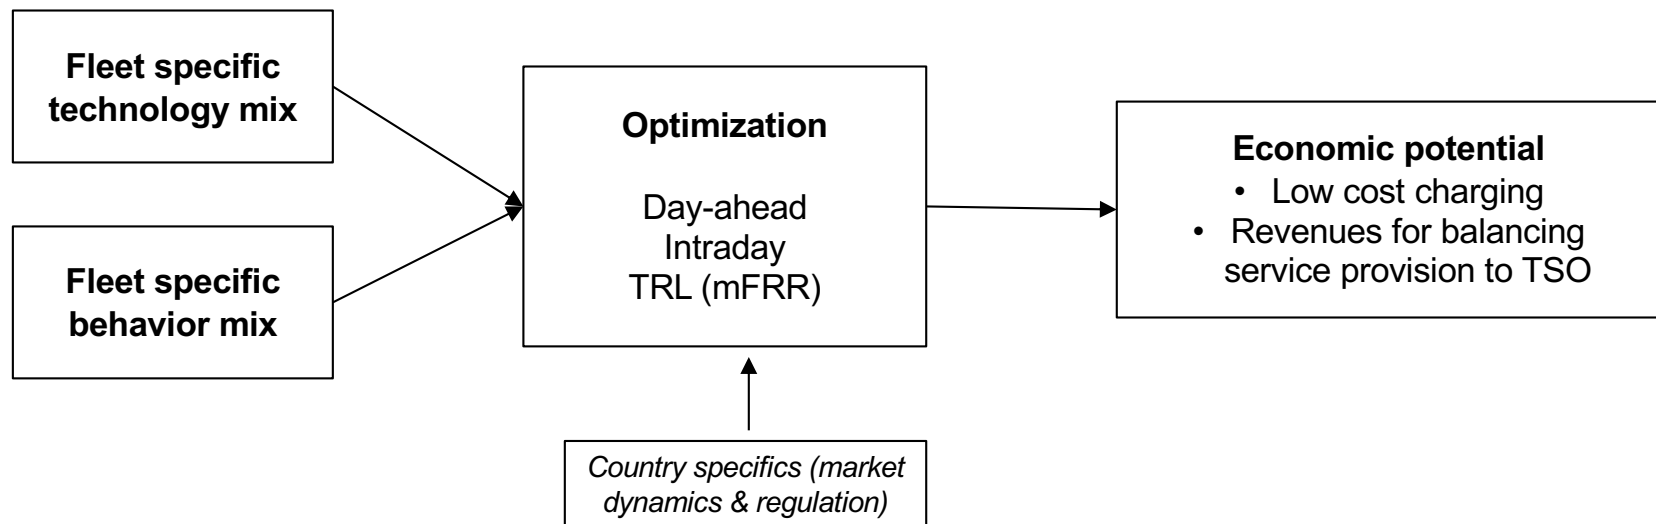 Fleet specific
technology mix
Fleet specific
behavior mix
Optimization
Day-ahead
Intraday
TRL (mFRR)
Country specifics (market
dynamics & regulation)
Economic potential
• Low cost charging
• Revenues for balancing
service provision to TSO